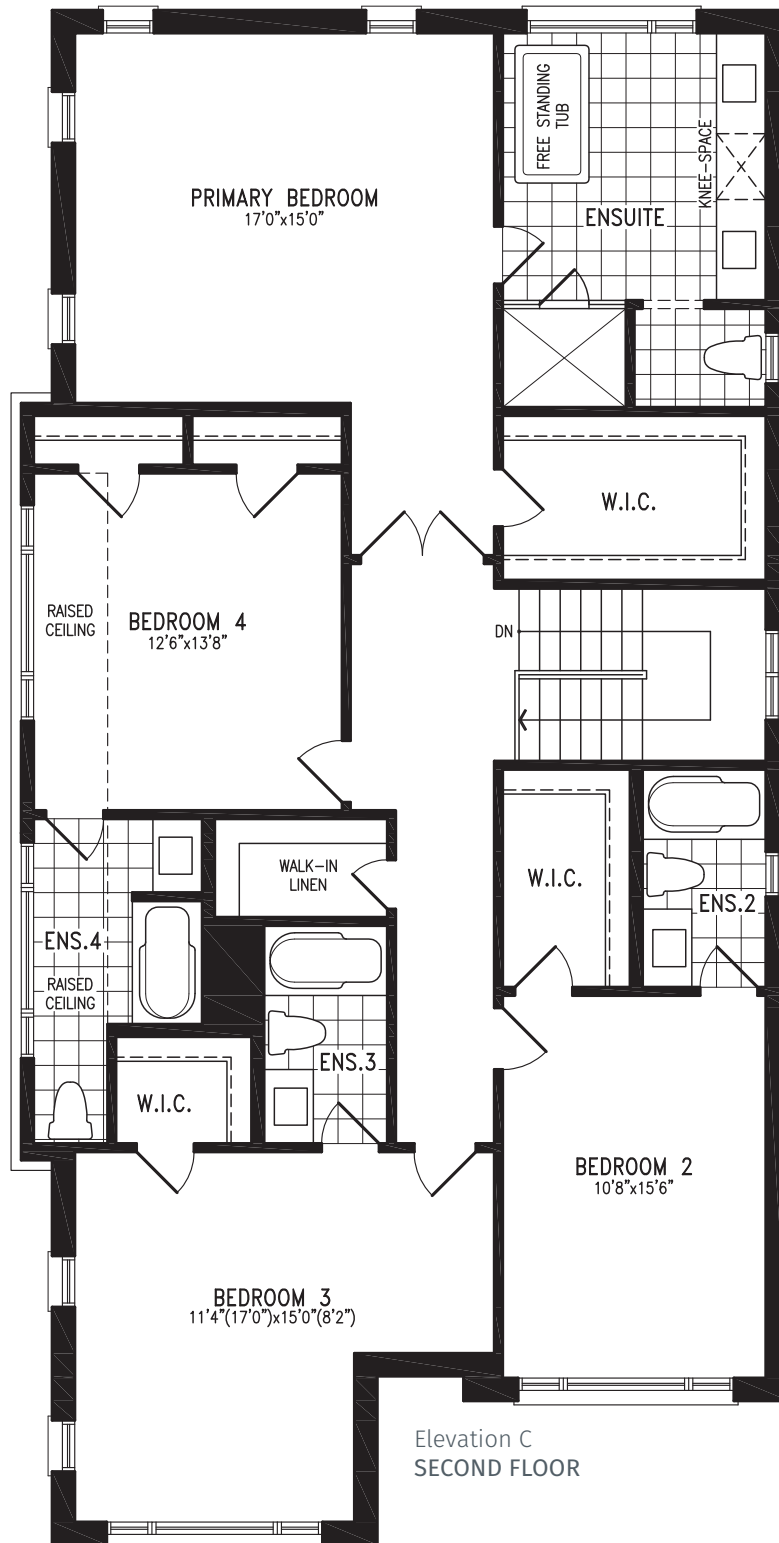 FREE STANDING
TUB
KNEE-SPACE
PRIMARY BEDROOM
17'0"x15'0"
ENSUITE
W.I.C.
RAISED
CEILING
BEDROOM 4
12'6"x13'8"
DN
WALK-IN
LINEN
W.I.C.
ENS.2
ENS.4
RAISED
CEILING
ENS.3
W.I.C.
BEDROOM 2
10'8"x15'6"
BEDROOM 3
11'4"(17'0")x15'0"(8'2")
Elevation C
SECOND FLOOR